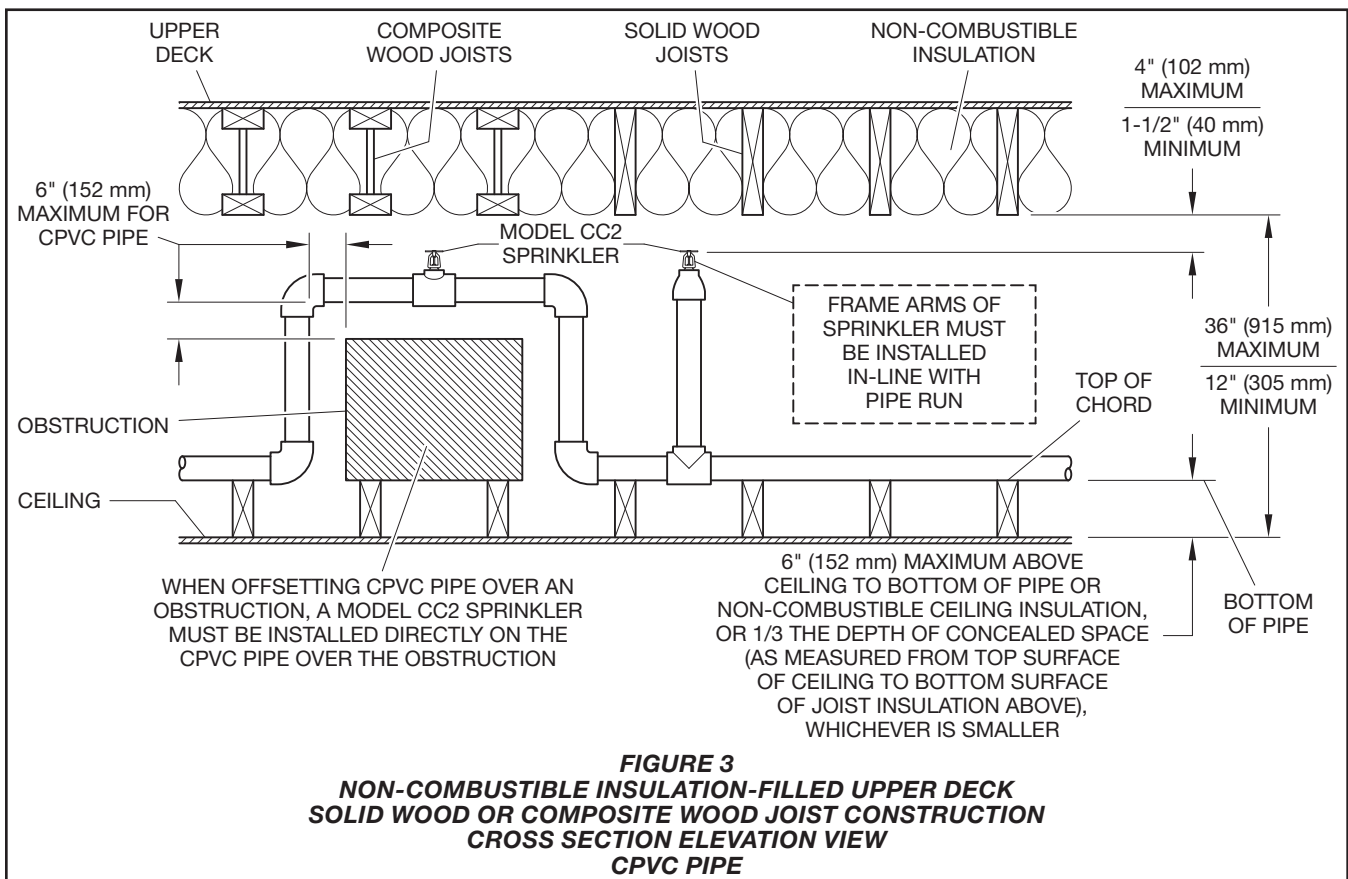 UPPER
DECK
COMPOSITE
WOOD JOISTS
SOLID WOOD
JOISTS
NON-COMBUSTIBLE
INSULATION
4" (102 mm)
MAXIMUM
1-1/2" (40 mm)
MINIMUM
6" (152 mm)
MAXIMUM FOR
CPVC PIPE
MODEL CC2
SPRINKLER
FRAME ARMS OF
SPRINKLER MUST
BE INSTALLED
IN-LINE WITH
PIPE RUN
36" (915 mm)
MAXIMUM
12" (305 mm)
MINIMUM
TOP OF
CHORD
OBSTRUCTION
CEILING
WHEN OFFSETTING CPVC PIPE OVER AN
OBSTRUCTION, A MODEL CC2 SPRINKLER
MUST BE INSTALLED DIRECTLY ON THE
CPVC PIPE OVER THE OBSTRUCTION
6" (152 mm) MAXIMUM ABOVE
CEILING TO BOTTOM OF PIPE OR
NON-COMBUSTIBLE CEILING INSULATION,
OR 1/3 THE DEPTH OF CONCEALED SPACE
(AS MEASURED FROM TOP SURFACE
OF CEILING TO BOTTOM SURFACE
OF JOIST INSULATION ABOVE),
WHICHEVER IS SMALLER
BOTTOM
OF PIPE
FIGURE 3
NON-COMBUSTIBLE INSULATION-FILLED UPPER DECK
SOLID WOOD OR COMPOSITE WOOD JOIST CONSTRUCTION
CROSS SECTION ELEVATION VIEW
CPVC PIPE